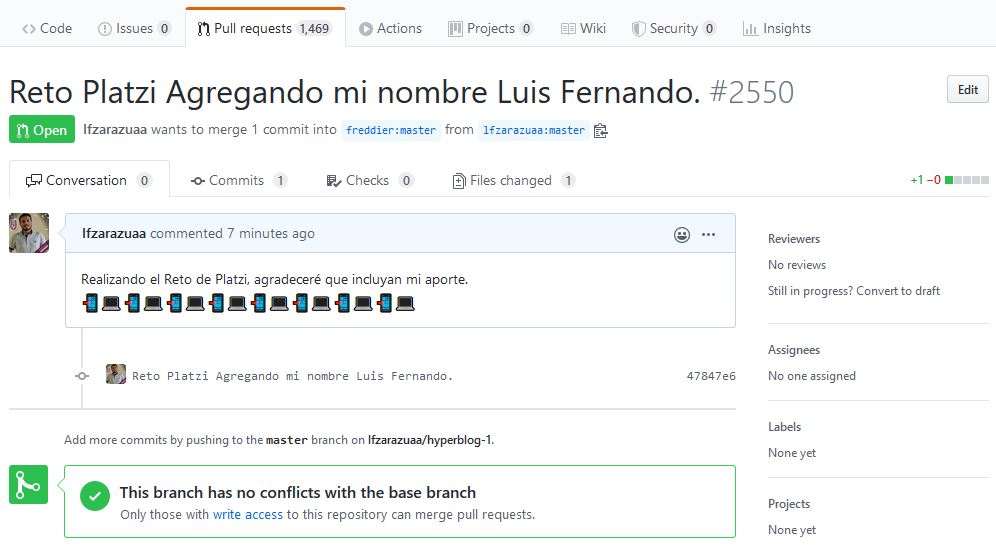 Code Issues 0 Pull requests 1,469 Actions Projects 0 Wiki Security 0 Insights
Reto Platzi Agregando mi nombre Luis Fernando. #2550 Edit
Open lfzarazuaa wants to merge 1 commit into freddier:master from lfzarazuaa:master
Conversation 0 Commits 1 Checks 0 Files changed 1 +1 −0
lfzarazuaa commented 7 minutes ago
Realizando el Reto de Platzi, agradeceré que incluyan mi aporte.
📲💻📲💻📲💻📲💻📲💻📲💻📲💻📲💻
Reto Platzi Agregando mi nombre Luis Fernando. 47847e6
Add more commits by pushing to the master branch on lfzarazuaa/hyperblog-1.
This branch has no conflicts with the base branch
Only those with write access to this repository can merge pull requests.
Reviewers
No reviews
Still in progress? Convert to draft
Assignees
No one assigned
Labels
None yet
Projects
None yet